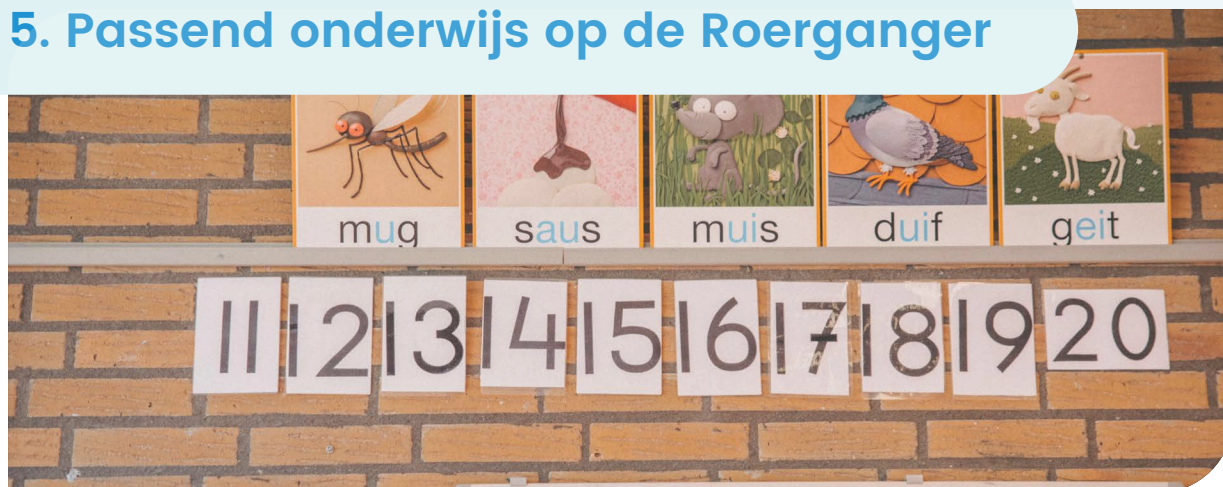 5. Passend onderwijs op de Roerganger
mug saus muis duif geit
11 12 13 14 15 16 17 18 19 20